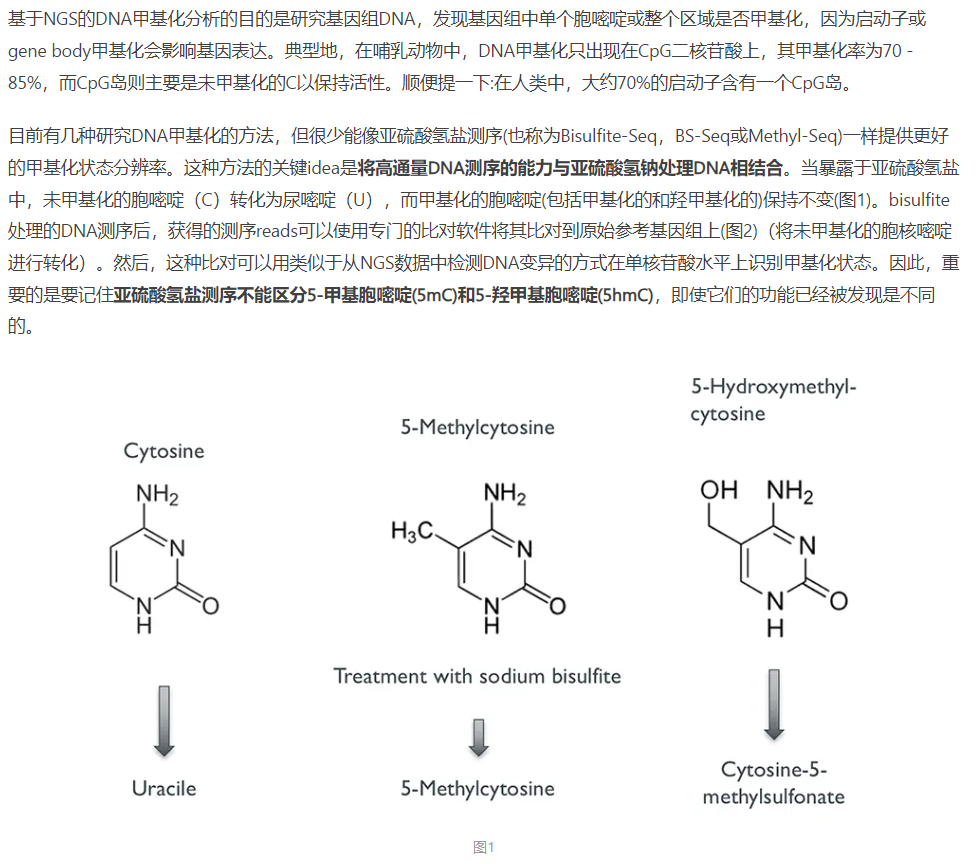 基于NGS的DNA甲基化分析的目的是研究基因组DNA，发现基因组中单个胞嘧啶或整个区域是否甲基化，因为启动子或
gene body甲基化会影响基因表达。典型地，在哺乳动物中，DNA甲基化只出现在CpG二核苷酸上，其甲基化率为70 -
85%，而CpG岛则主要是未甲基化的C以保持活性。顺便提一下:在人类中，大约70%的启动子含有一个CpG岛。
目前有几种研究DNA甲基化的方法，但很少能像亚硫酸氢盐测序(也称为Bisulfite-Seq，BS-Seq或Methyl-Seq)一样提供更好
的甲基化状态分辨率。这种方法的关键idea是将高通量DNA测序的能力与亚硫酸氢钠处理DNA相结合。当暴露于亚硫酸氢盐
中，未甲基化的胞嘧啶（C）转化为尿嘧啶（U），而甲基化的胞嘧啶(包括甲基化的和羟甲基化的)保持不变(图1)。bisulfite
处理的DNA测序后，获得的测序reads可以使用专门的比对软件将其比对到原始参考基因组上(图2)（将未甲基化的胞核嘧啶
进行转化）。然后，这种比对可以用类似于从NGS数据中检测DNA变异的方式在单核苷酸水平上识别甲基化状态。因此，重
要的是要记住亚硫酸氢盐测序不能区分5-甲基胞嘧啶(5mC)和5-羟甲基胞嘧啶(5hmC)，即使它们的功能已经被发现是不同
的。
Cytosine
NH2
N
N
H
O
5-Methylcytosine
NH2
H3C
N
N
H
O
5-Hydroxymethyl-
cytosine
OH NH2
N
N
H
O
Treatment with sodium bisulfite
Uracile
5-Methylcytosine
Cytosine-5-
methylsulfonate
图1